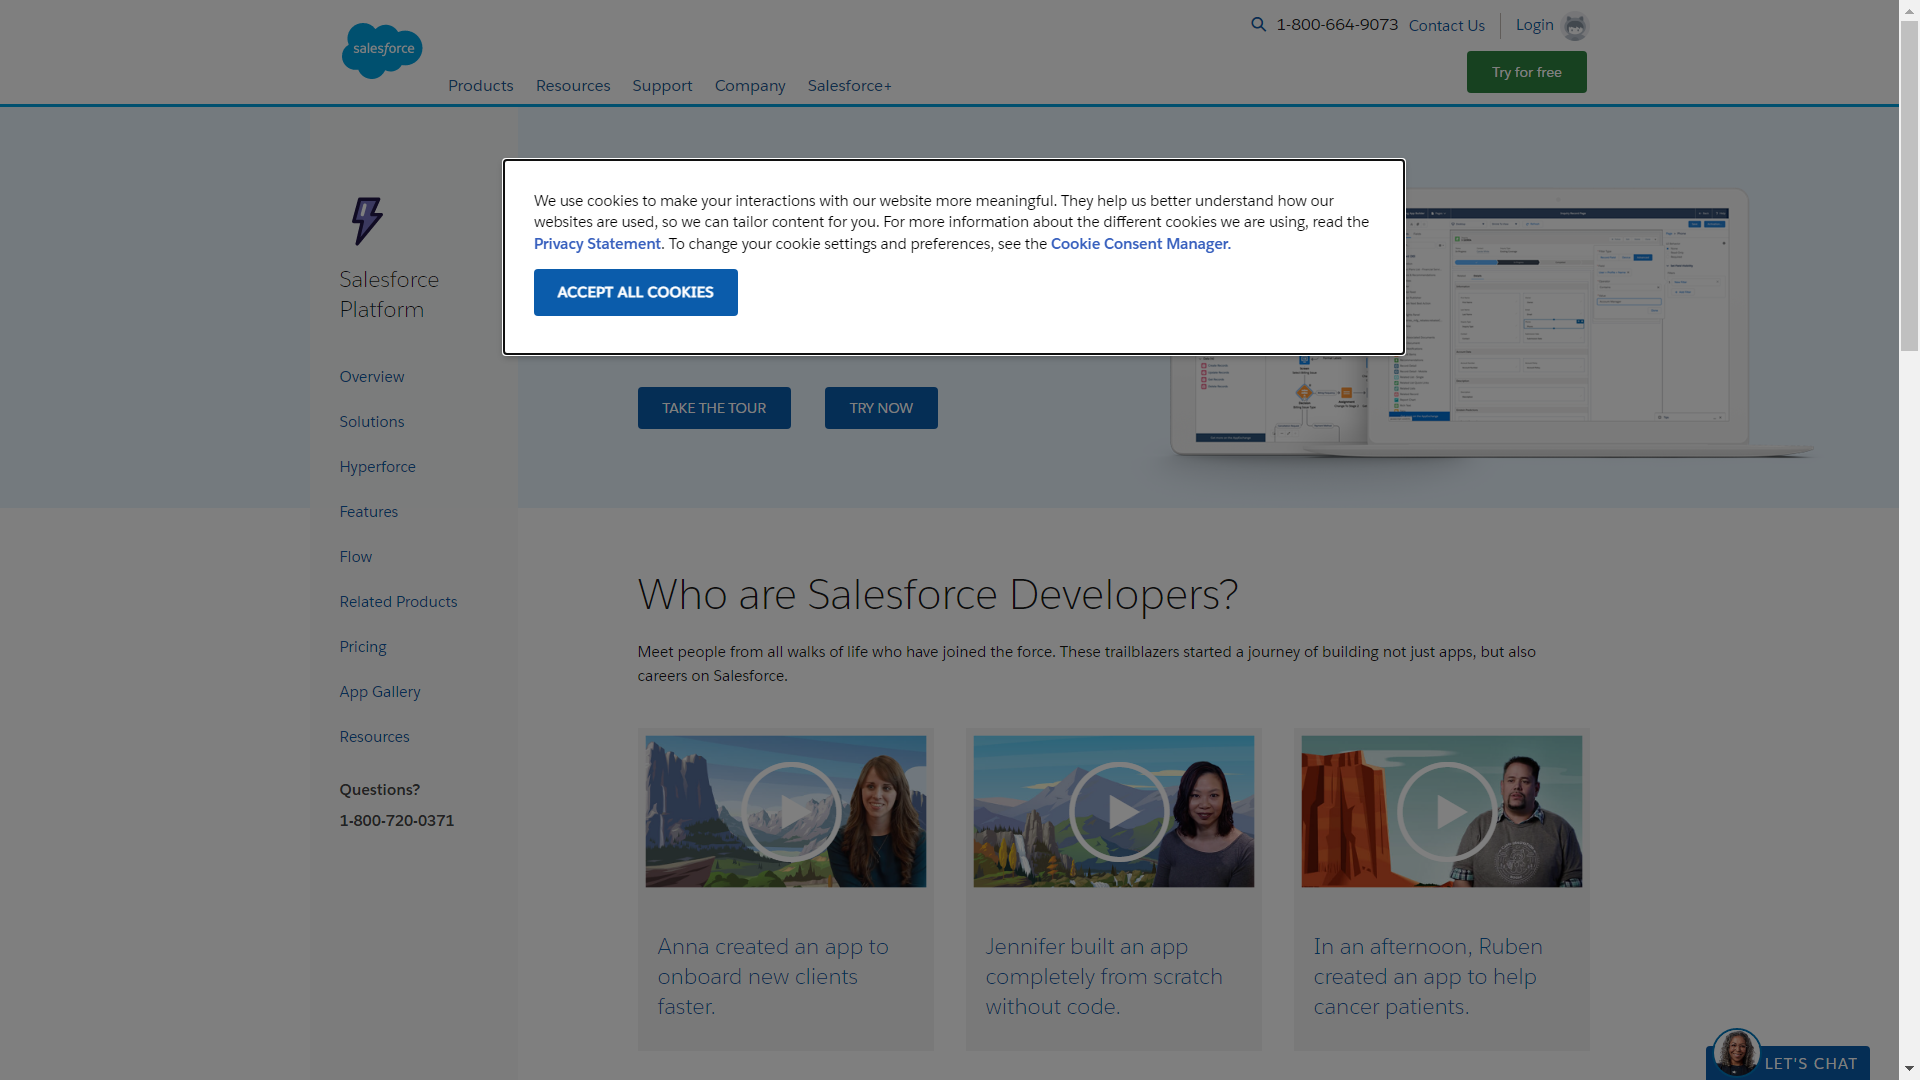 salesforce
1-800-664-9073
Contact Us
Login
Try for free
Products
Resources
Support
Company
Salesforce+
We use cookies to make your interactions with our website more meaningful. They help us better understand how our
websites are used, so we can tailor content for you. For more information about the different cookies we are using, read the
Privacy Statement. To change your cookie settings and preferences, see the Cookie Consent Manager.
ACCEPT ALL COOKIES
Salesforce
Platform
Overview
Solutions
Hyperforce
Features
Flow
Related Products
Pricing
App Gallery
Resources
Questions?
1-800-720-0371
TAKE THE TOUR
TRY NOW
Who are Salesforce Developers?
Meet people from all walks of life who have joined the force. These trailblazers started a journey of building not just apps, but also
careers on Salesforce.
Anna created an app to
onboard new clients
faster.
Jennifer built an app
completely from scratch
without code.
In an afternoon, Ruben
created an app to help
cancer patients.
LET'S CHAT